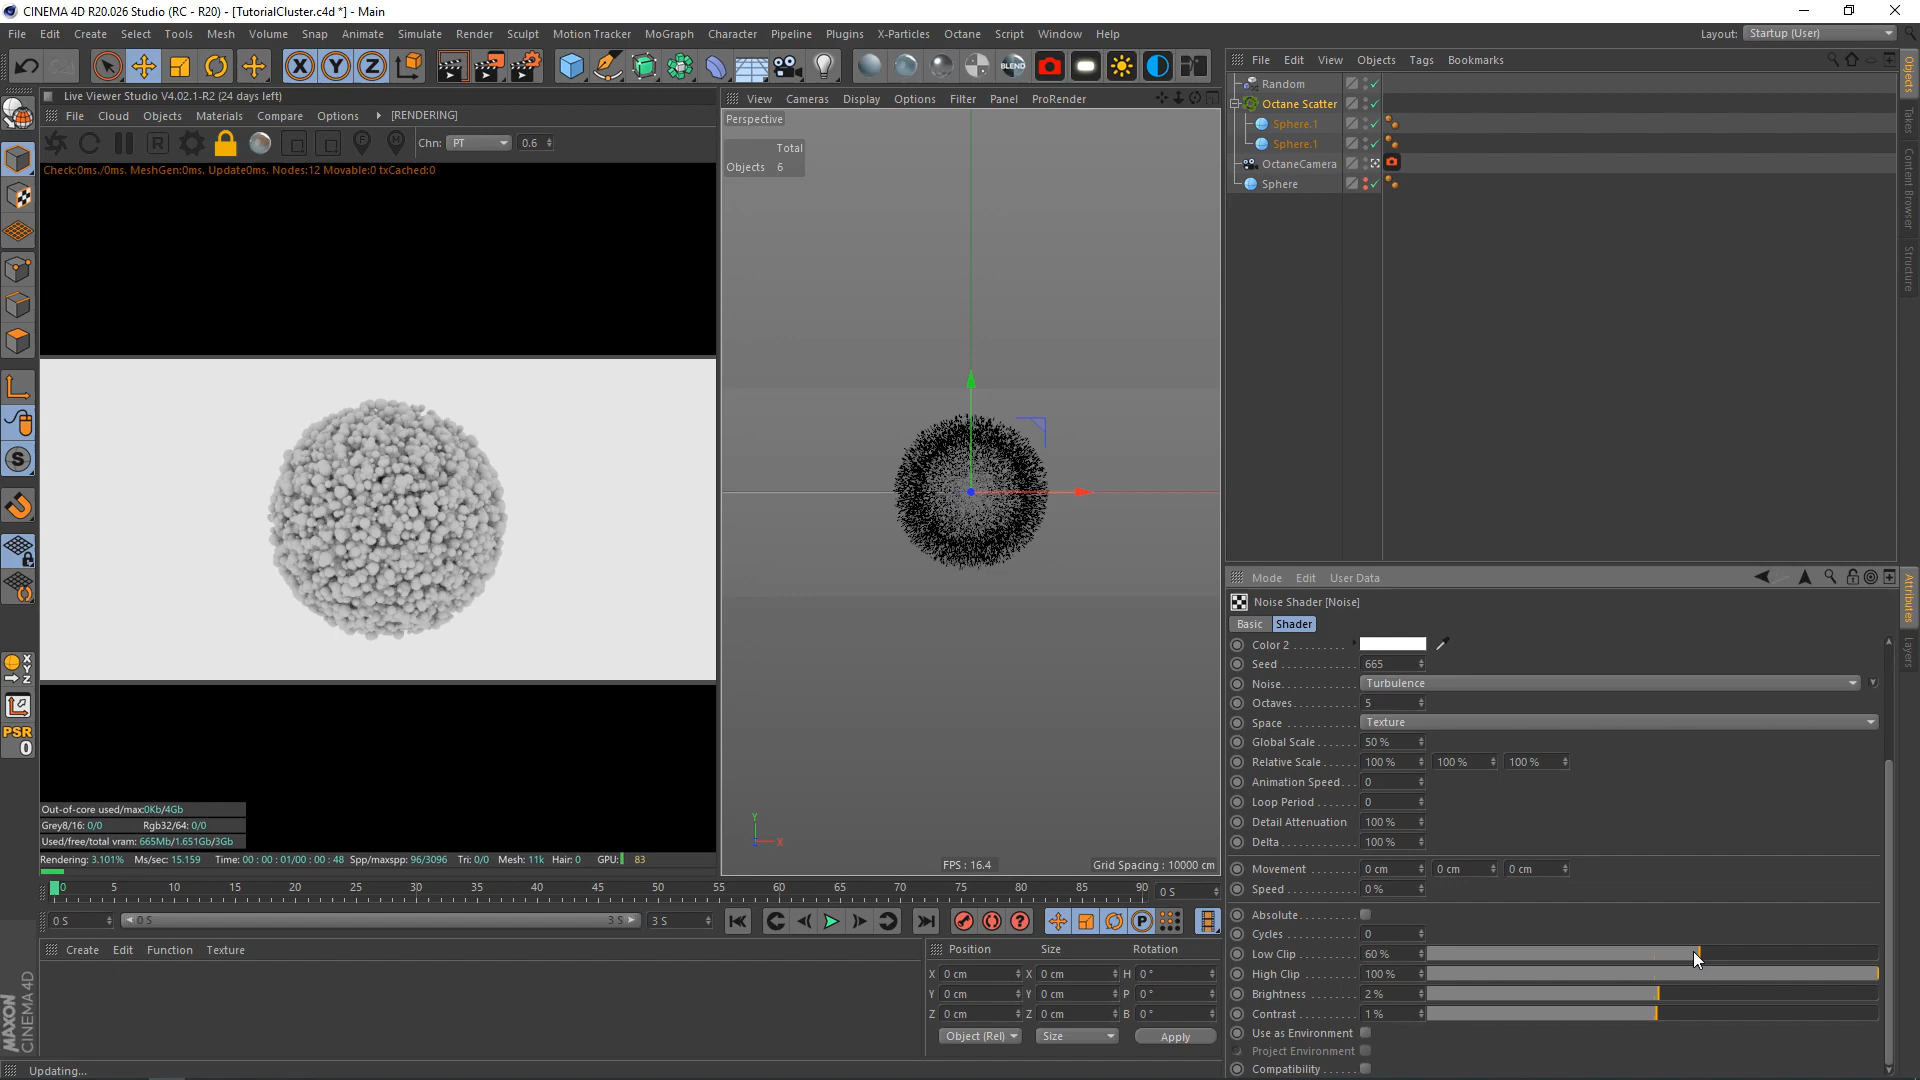 CINEMA 4D R20.026 Studio (RC - R20) - [TutorialCluster.c4d *] - Main
File Edit Create Select Tools Mesh Volume Snap Animate Simulate Render Sculpt Motion Tracker MoGraph Character Pipeline Plugins X-Particles Octane Script Window Help
Layout: Startup (User)
BLEND
File Edit View Objects Tags Bookmarks
Live Viewer Studio V4.02.1-R2 (24 days left)
File Cloud Objects Materials Compare Options [RENDERING]
Chn: PT 0.6
Check:0ms./0ms. MeshGen:0ms. Update0ms. Nodes:12 Movable:0 txCached:0
View Cameras Display Options Filter Panel ProRender
Perspective
Total
Objects 6
Random
Octane Scatter
Sphere.1
Sphere.1
OctaneCamera
Sphere
Objects
Takes
Content Browser
Structure
Attributes
Layers
X
Y
Z
PSR
0
Out-of-core used/max:0Kb/4Gb
Grey8/16: 0/0 Rgb32/64: 0/0
Used/free/total vram: 665Mb/1.651Gb/3Gb
Rendering: 3.101% Ms/sec: 15.159 Time: 00 : 00 : 01/00 : 00 : 48 Spp/maxspp: 96/3096 Tri: 0/0 Mesh: 11k Hair: 0 GPU: 83
Y
X
FPS : 16.4
Grid Spacing : 10000 cm
0 5 10 15 20 25 30 35 40 45 50 55 60 65 70 75 80 85 90 0 S
0 S 0 S 3 S 3 S
Create Edit Function Texture
Position Size Rotation
X 0 cm X 0 cm H 0 °
Y 0 cm Y 0 cm P 0 °
Z 0 cm Z 0 cm B 0 °
Object (Rel) Size Apply
Mode Edit User Data
Noise Shader [Noise]
Basic Shader
Color 2
Seed 665
Noise Turbulence
Octaves 5
Space Texture
Global Scale 50 %
Relative Scale 100 % 100 % 100 %
Animation Speed 0
Loop Period 0
Detail Attenuation 100 %
Delta 100 %
Movement 0 cm 0 cm 0 cm
Speed 0 %
Absolute
Cycles 0
Low Clip 60 %
High Clip 100 %
Brightness 2 %
Contrast 1 %
Use as Environment
Project Environment
Compatibility
MAXON
CINEMA 4D
Updating...